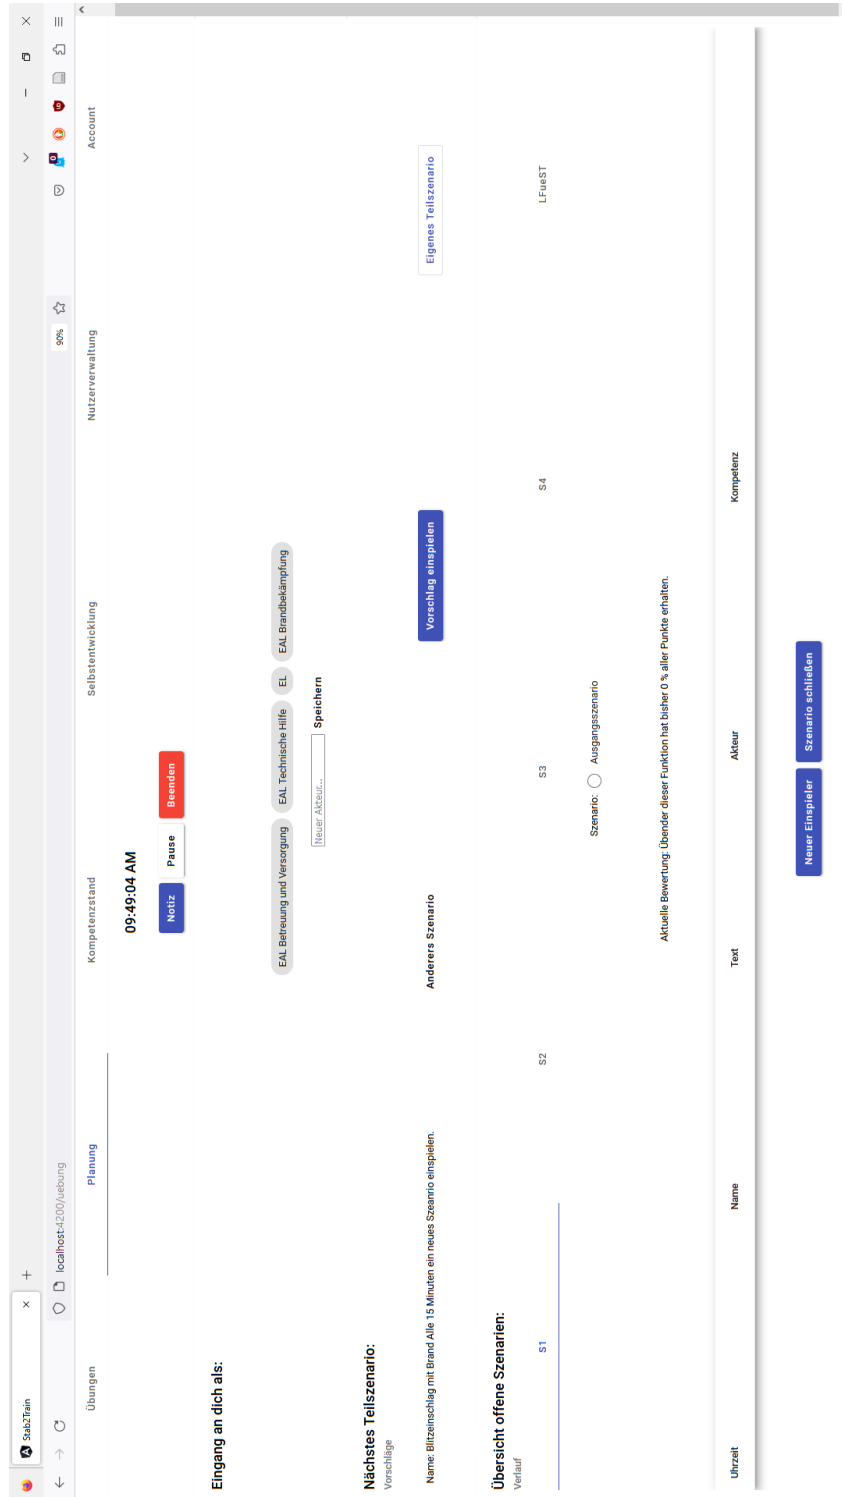 Stab2Train
localhost:4200/uebung
90%
0
Übungen
Planung
Kompetenzstand
Selbstentwicklung
Nutzerverwaltung
Account
09:49:04 AM
Notiz Pause Beenden
Eingang an dich als:
EAL Betreuung und Versorgung EAL Technische Hilfe EL EAL Brandbekämpfung
Neuer Akteur... Speichern
Nächstes Teilszenario:
Vorschläge
Name: Blitzeinschlag mit Brand Alle 15 Minuten ein neues Szeanrio einspielen. Anderers Szenario Vorschlag einspielen Eigenes Teilszenario
Übersicht offene Szenarien:
Verlauf
S1 S2 S3 S4 LFueST
Szenario: Ausgangsszenario
Aktuelle Bewertung: Übender dieser Funktion hat bisher 0 % aller Punkte erhalten.
Uhrzeit Name Text Akteur Kompetenz
Neuer Einspieler Szenario schließen